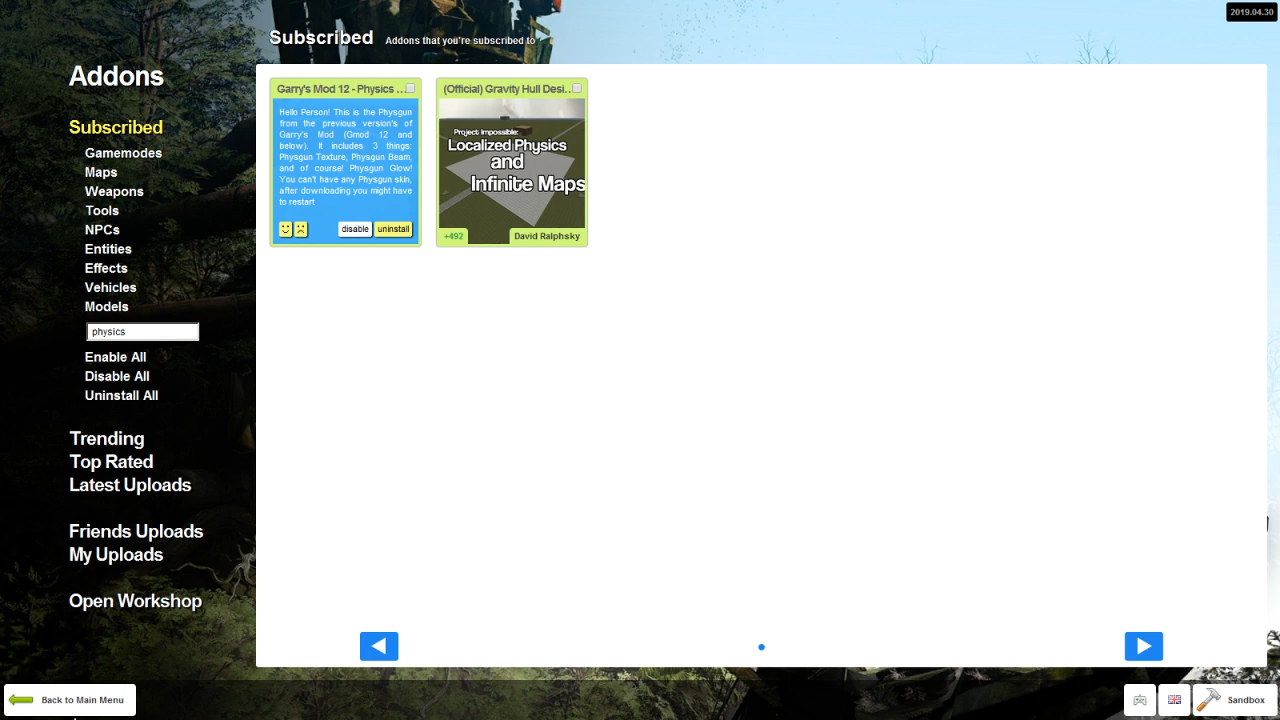 2019.04.30
Subscribed Addons that you're subscribed to
Addons
Subscribed
Gamemodes
Maps
Weapons
Tools
NPCs
Entities
Effects
Vehicles
Models
physics
Enable All
Disable All
Uninstall All
Trending
Top Rated
Latest Uploads
Friends Uploads
My Uploads
Open Workshop
Garry's Mod 12 - Physics ...
Hello Person! This is the Physgun
from the previous version's of
Garry's Mod (Gmod 12 and
below). It includes 3 things:
Physgun Texture, Physgun Beam,
and of course! Physgun Glow!
You can't have any Physgun skin,
after downloading you might have
to restart
disable uninstall
(Official) Gravity Hull Desi...
Project Impossible:
Localized Physics
and
Infinite Maps
+492 David Ralphsky
Back to Main Menu
Sandbox